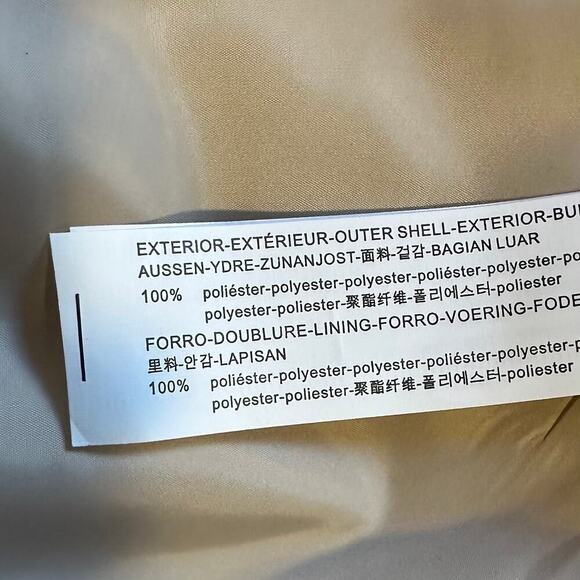 EXTERIOR-EXTÉRIEUR-OUTER SHELL-EXTERIOR-BUI
AUSSEN-YDRE-ZUNANJOST-面料-겉감-BAGIAN LUAR
100% poliéster-polyester-polyester-poliéster-polyester-po
polyester-poliester-聚酯纤维-폴리에스터-poliester
FORRO-DOUBLURE-LINING-FORRO-VOERING-FODE
里料-안감-LAPISAN
100% poliéster-polyester-polyester-poliéster-polyester-p
polyester-poliester-聚酯纤维-폴리에스터-poliester